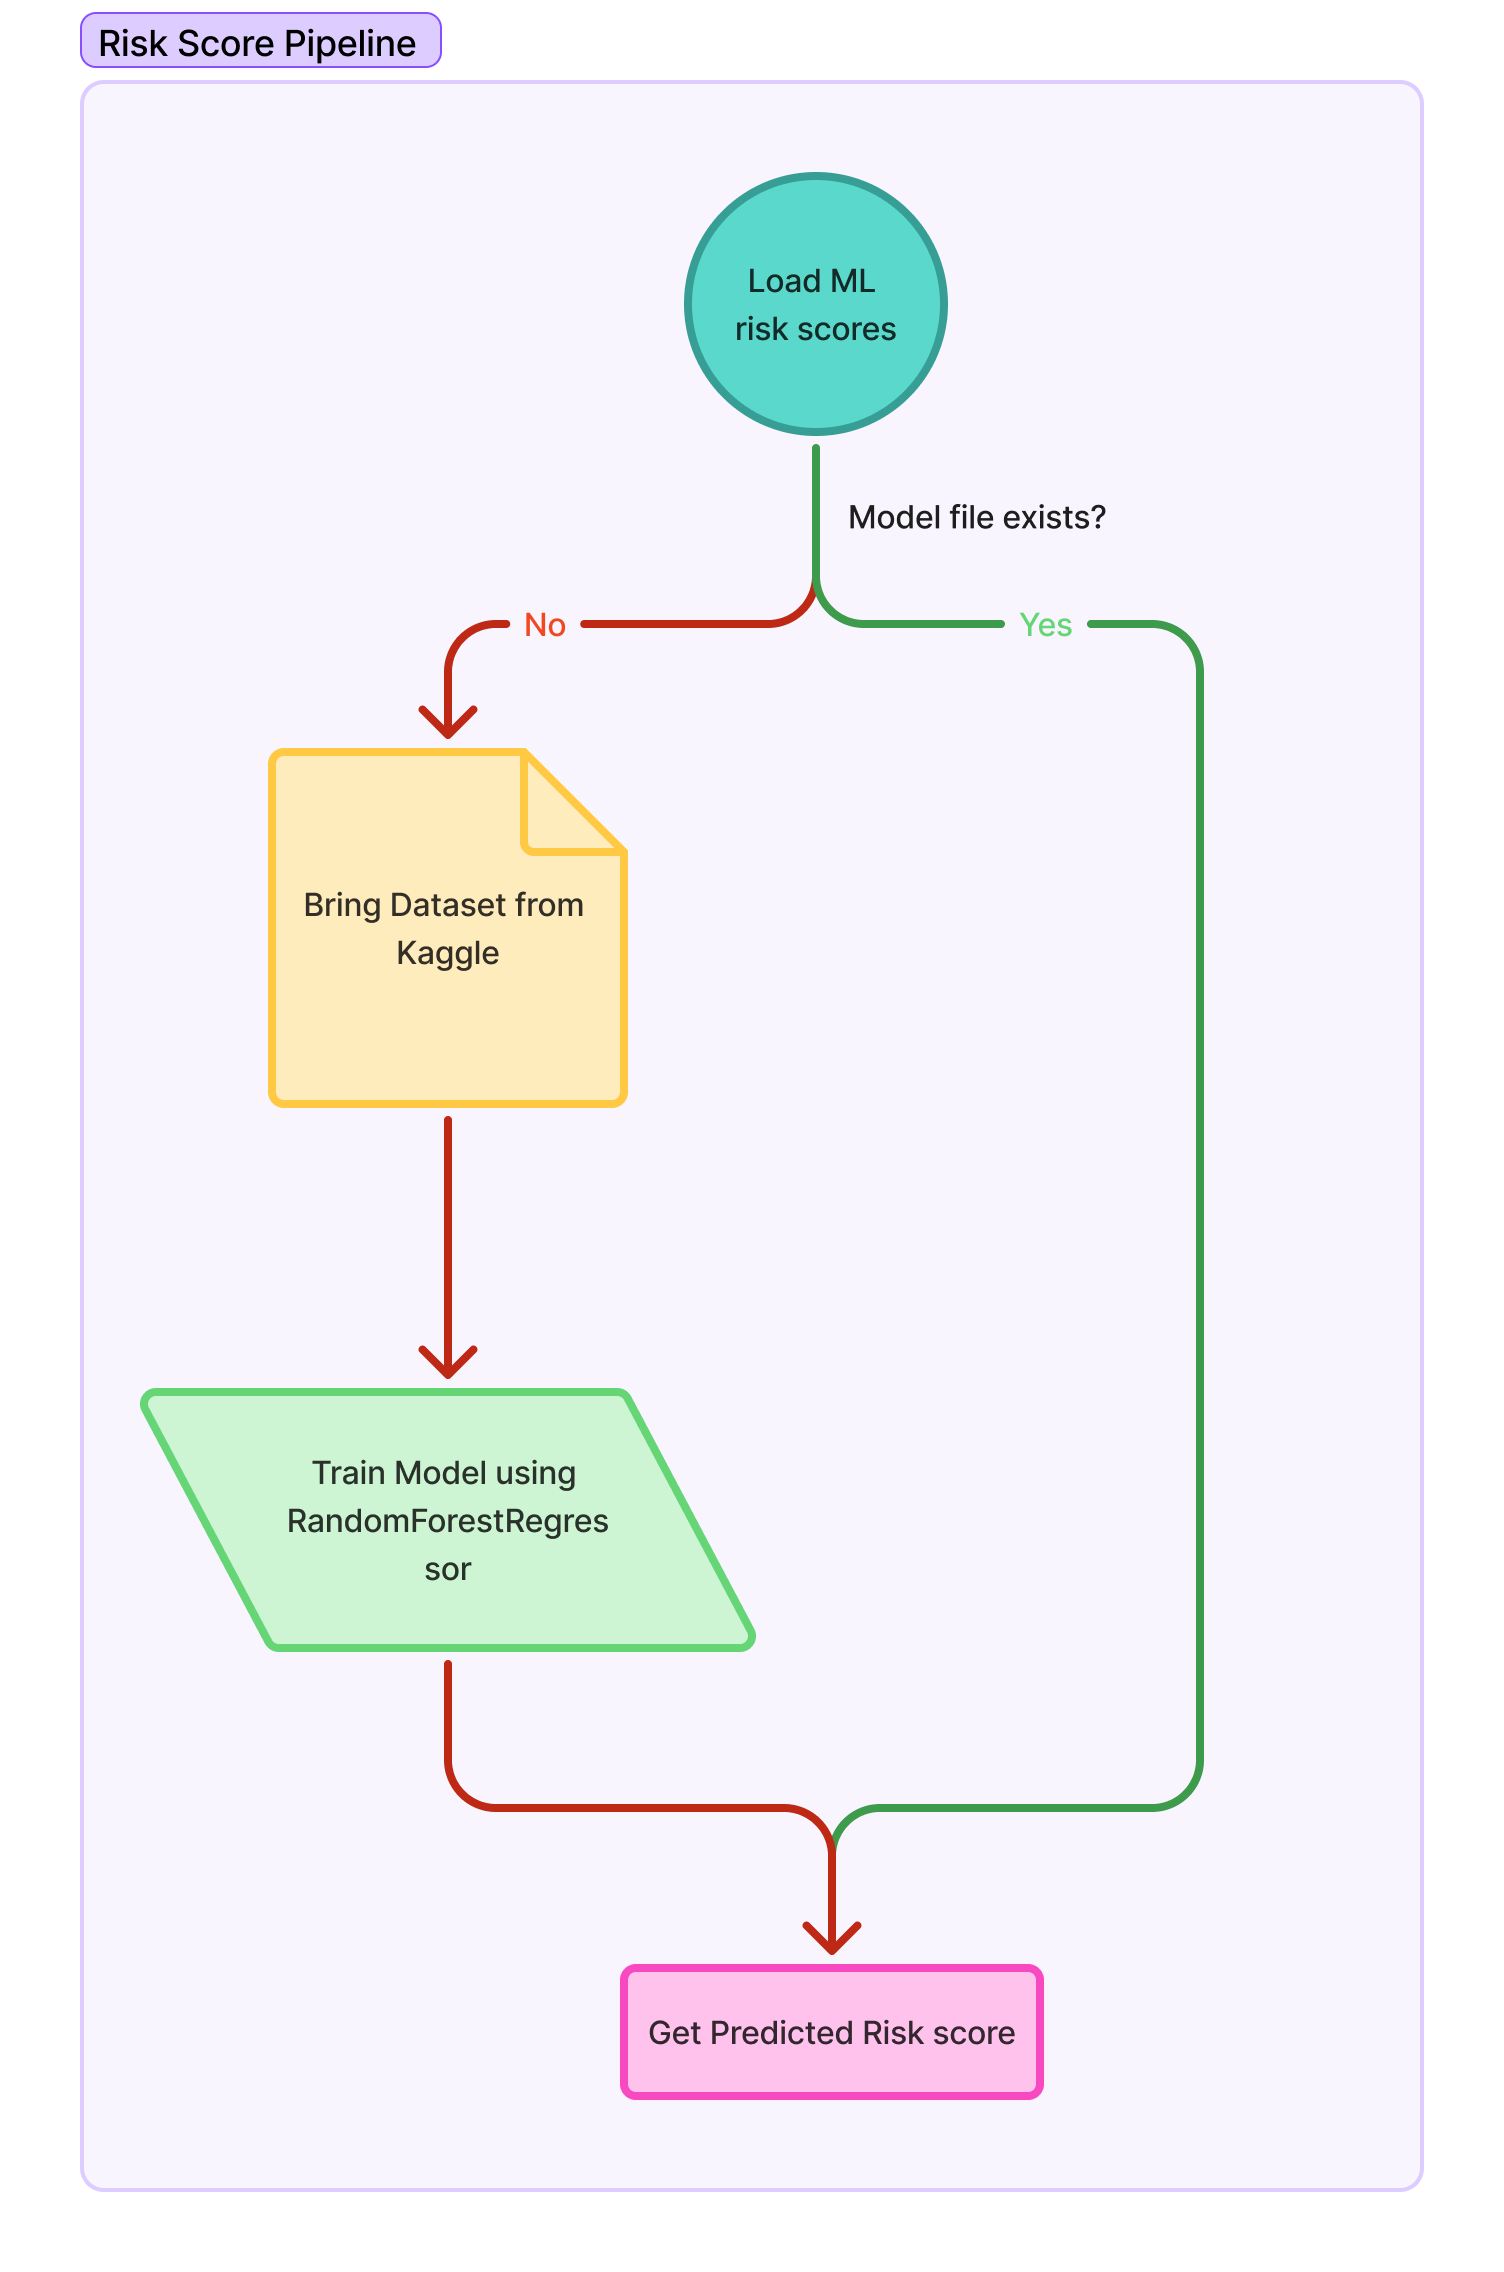 Risk Score Pipeline
Load ML
risk scores
Model file exists?
No
Yes
Bring Dataset from
Kaggle
Train Model using
RandomForestRegres
sor
Get Predicted Risk score